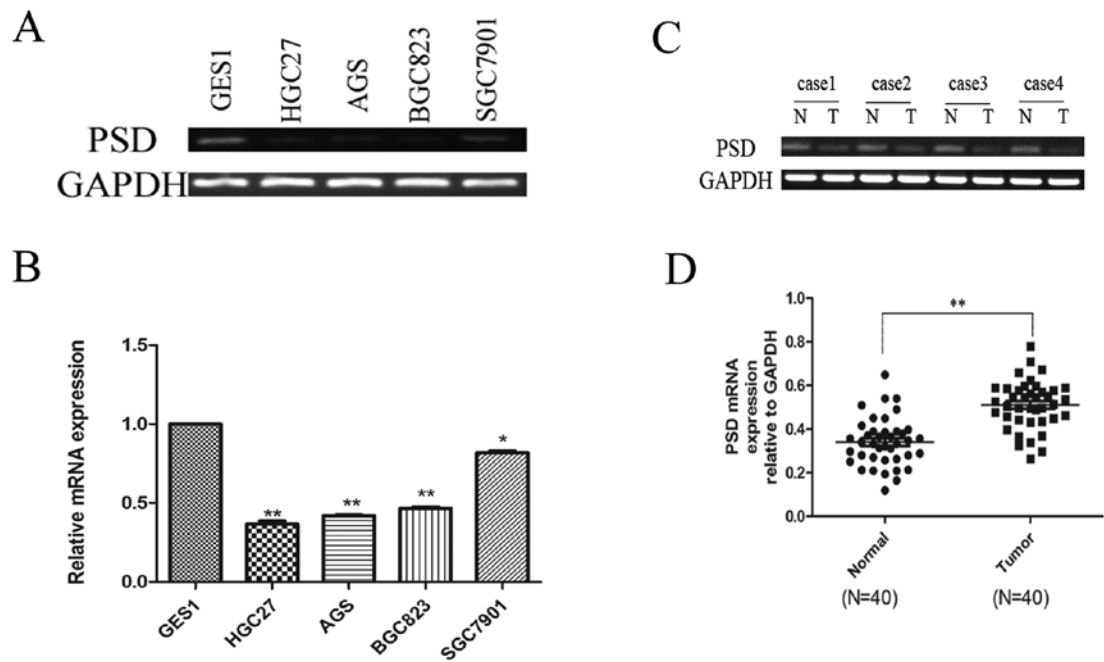 A
GES1 HGC27 AGS BGC823 SGC7901
PSD
GAPDH
B
Relative mRNA expression
1.5
1.0
0.5
0.0
** ** ** *
GES1 HGC27 AGS BGC823 SGC7901
C
case1 case2 case3 case4
N T N T N T N T
PSD
GAPDH
D
PSD mRNA
expression
relative to GAPDH
1.0
0.8
0.6
0.4
0.2
0.0
**
Normal Tumor
(N=40) (N=40)